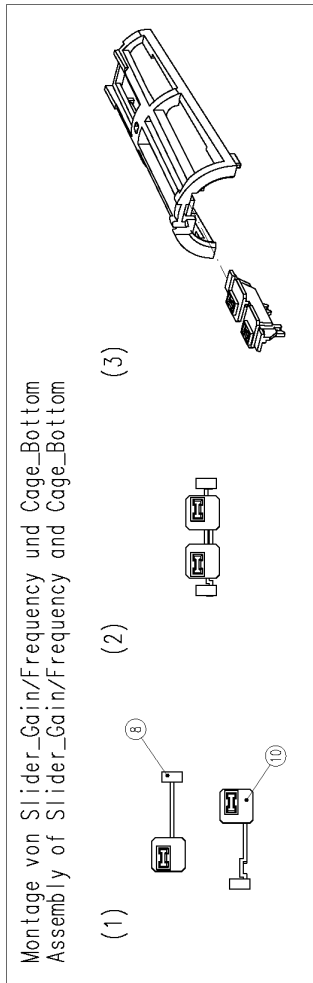 Montage von Slider_Gain/Frequency und Cage_Bottom
Assembly of Slider_Gain/Frequency and Cage_Bottom
(1)
(2)
(3)
8
10